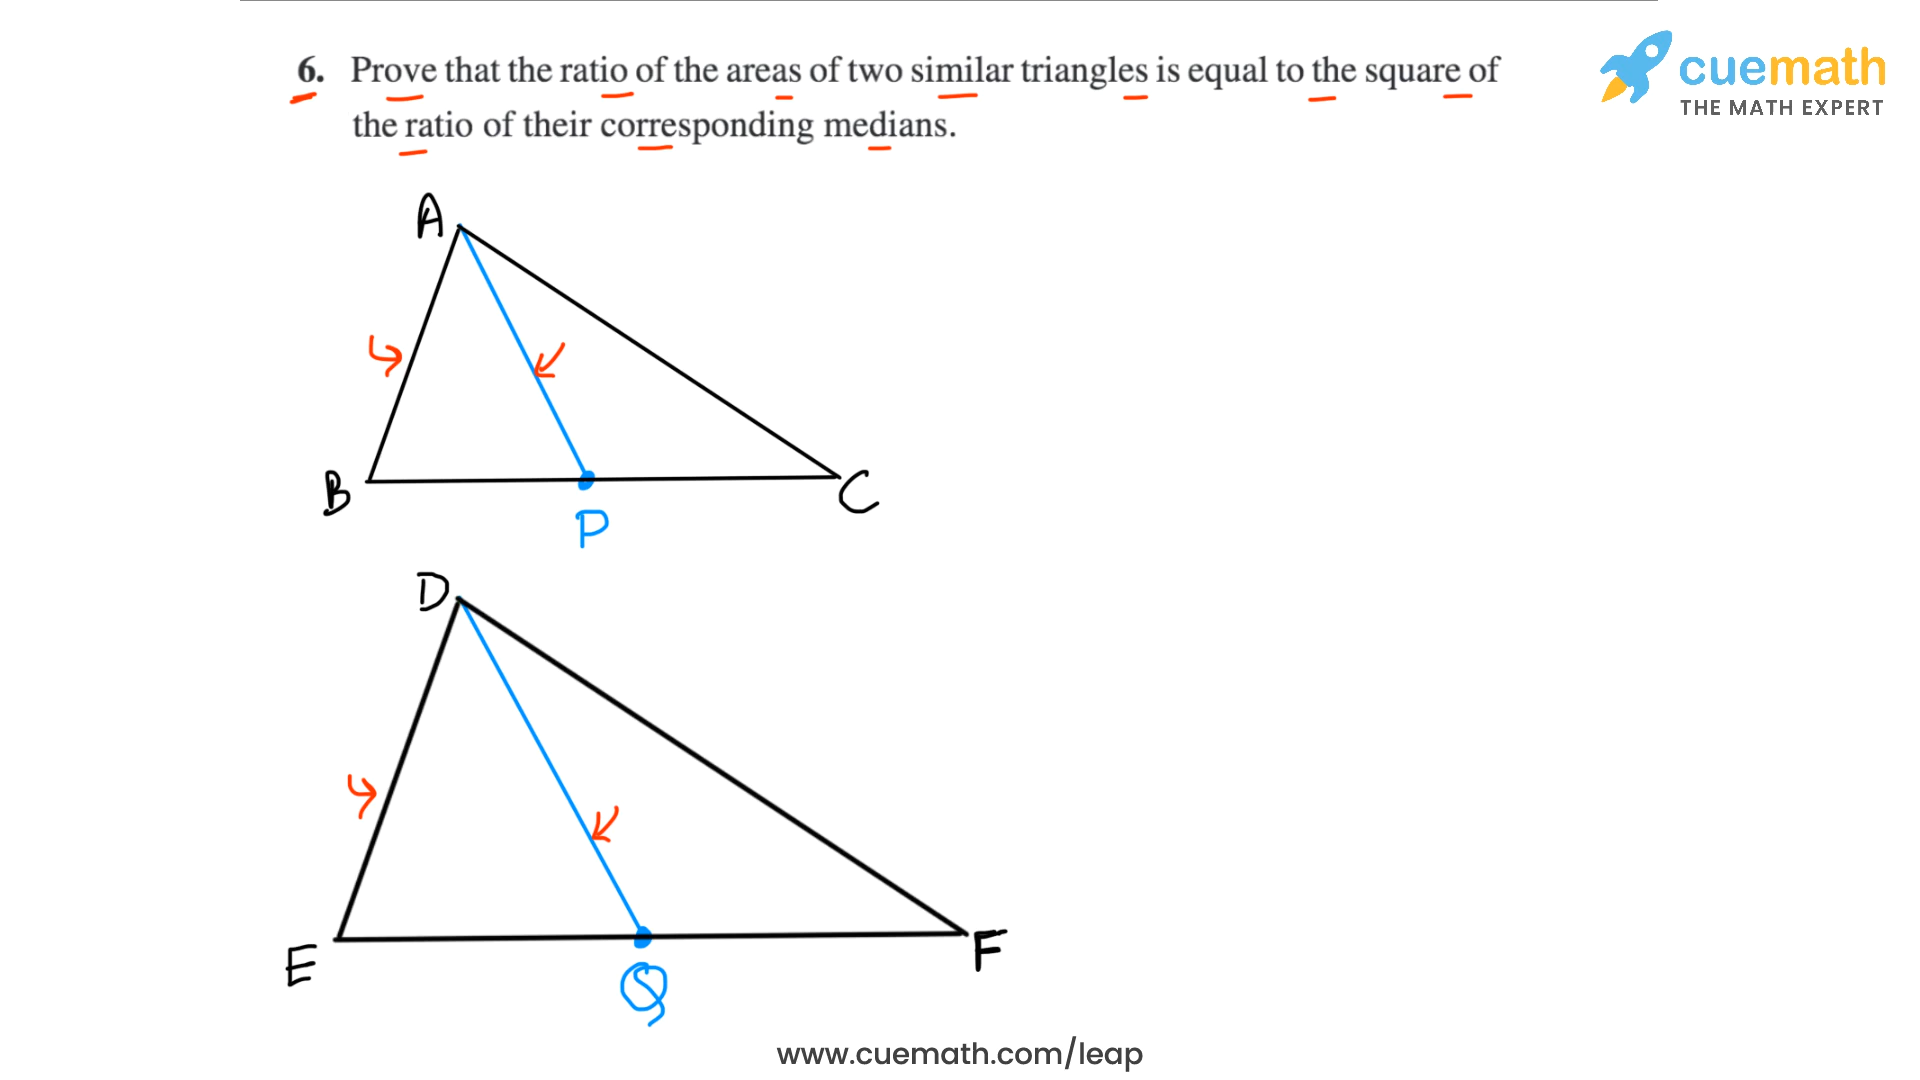 6. Prove that the ratio of the areas of two similar triangles is equal to the square of
the ratio of their corresponding medians.
cuemath
THE MATH EXPERT
A
B
P
C
D
E
Q
F
www.cuemath.com/leap